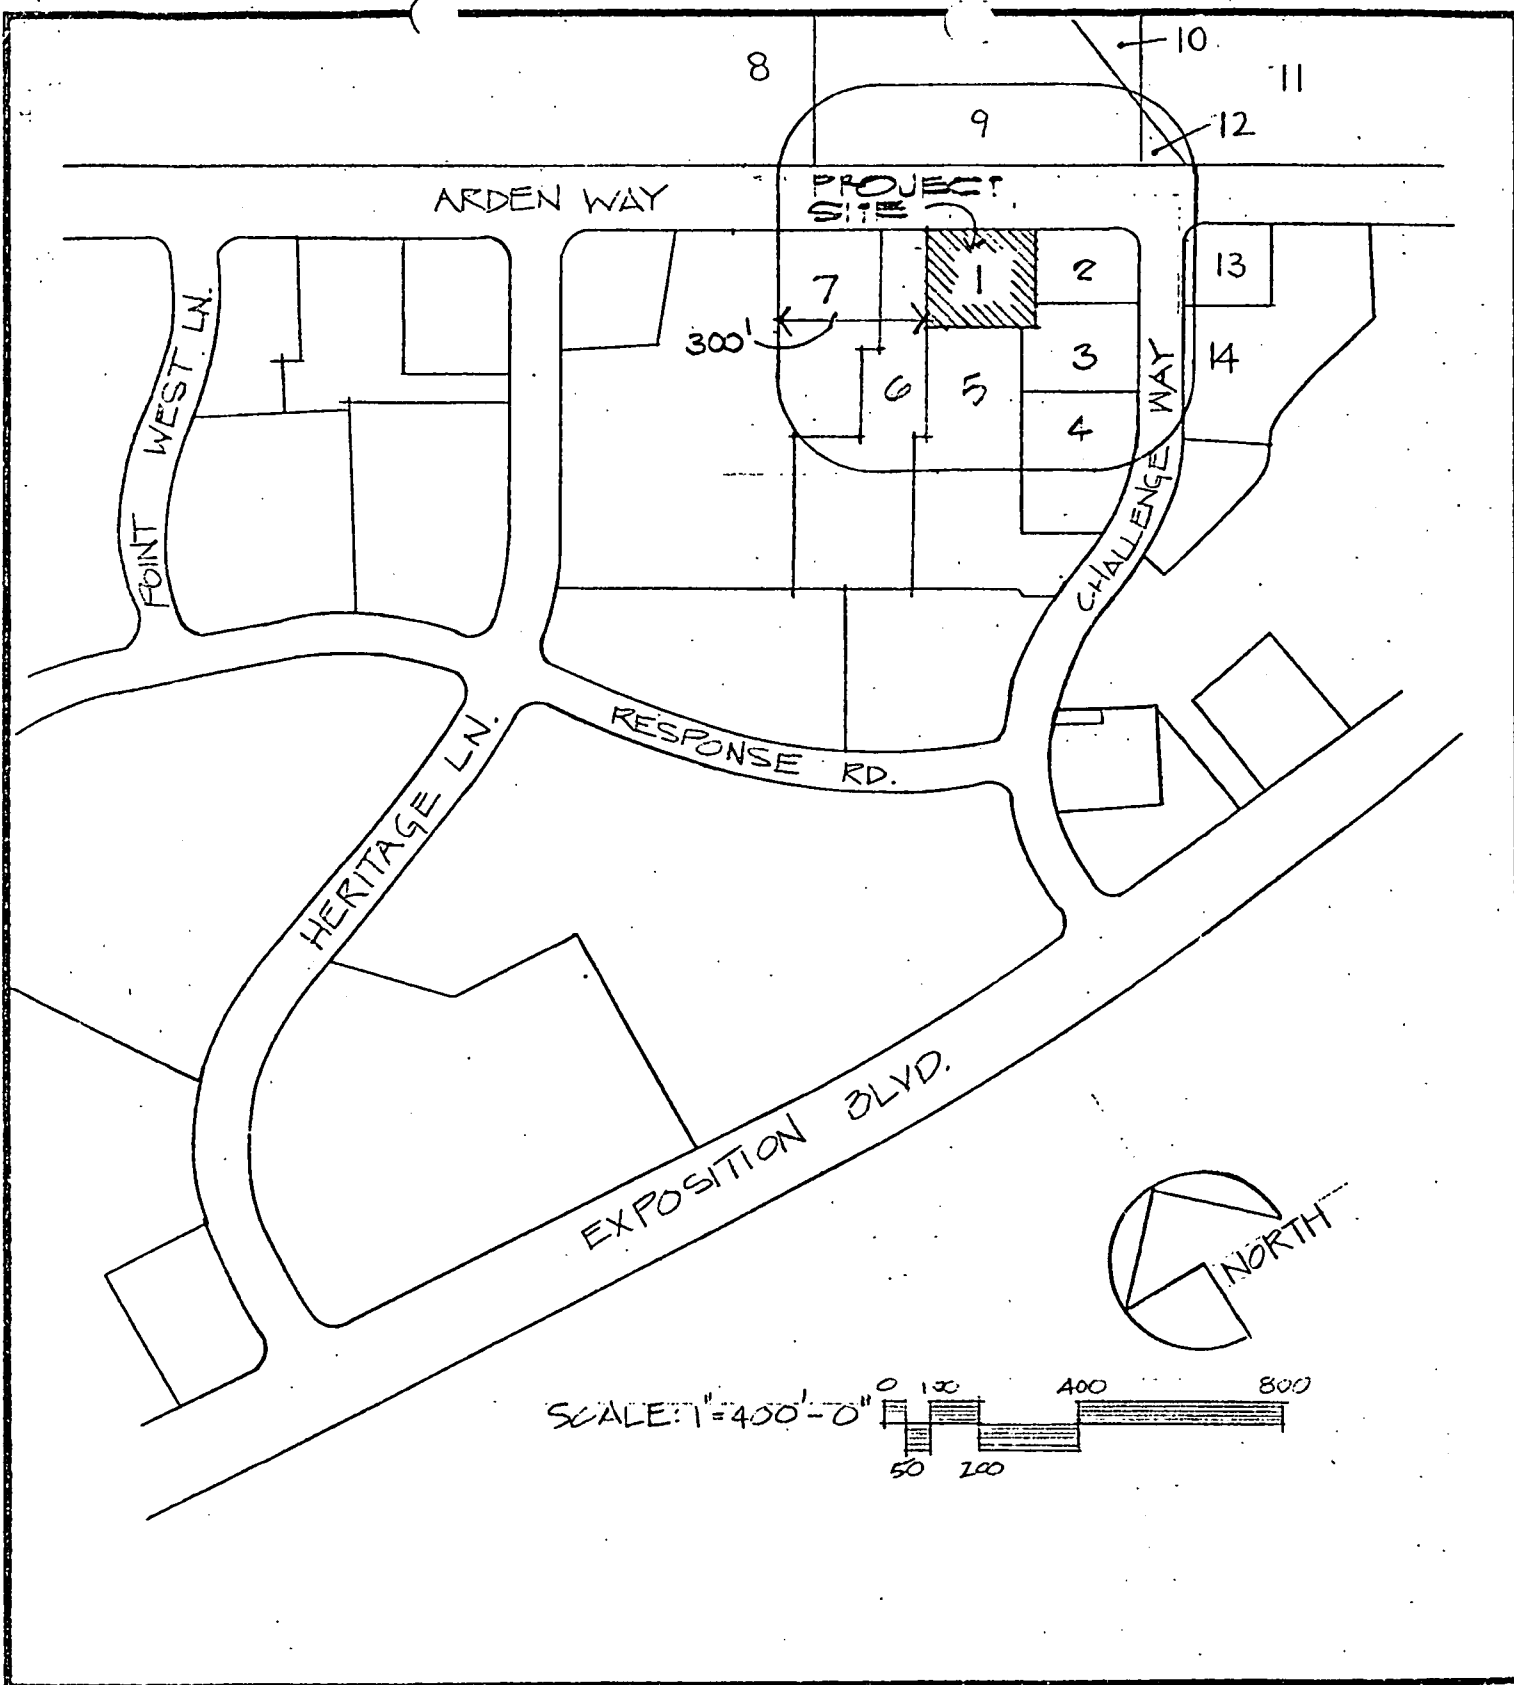 8
10
11
9
12
ARDEN WAY
PROJECT
SITE
7
1
2
13
300'
6
5
3
14
4
POINT WEST LN.
CHALLENGE WAY
RESPONSE RD.
HERITAGE LN.
EXPOSITION BLVD.
NORTH
SCALE: 1"=400'-0"
0 100 400 800
50 200